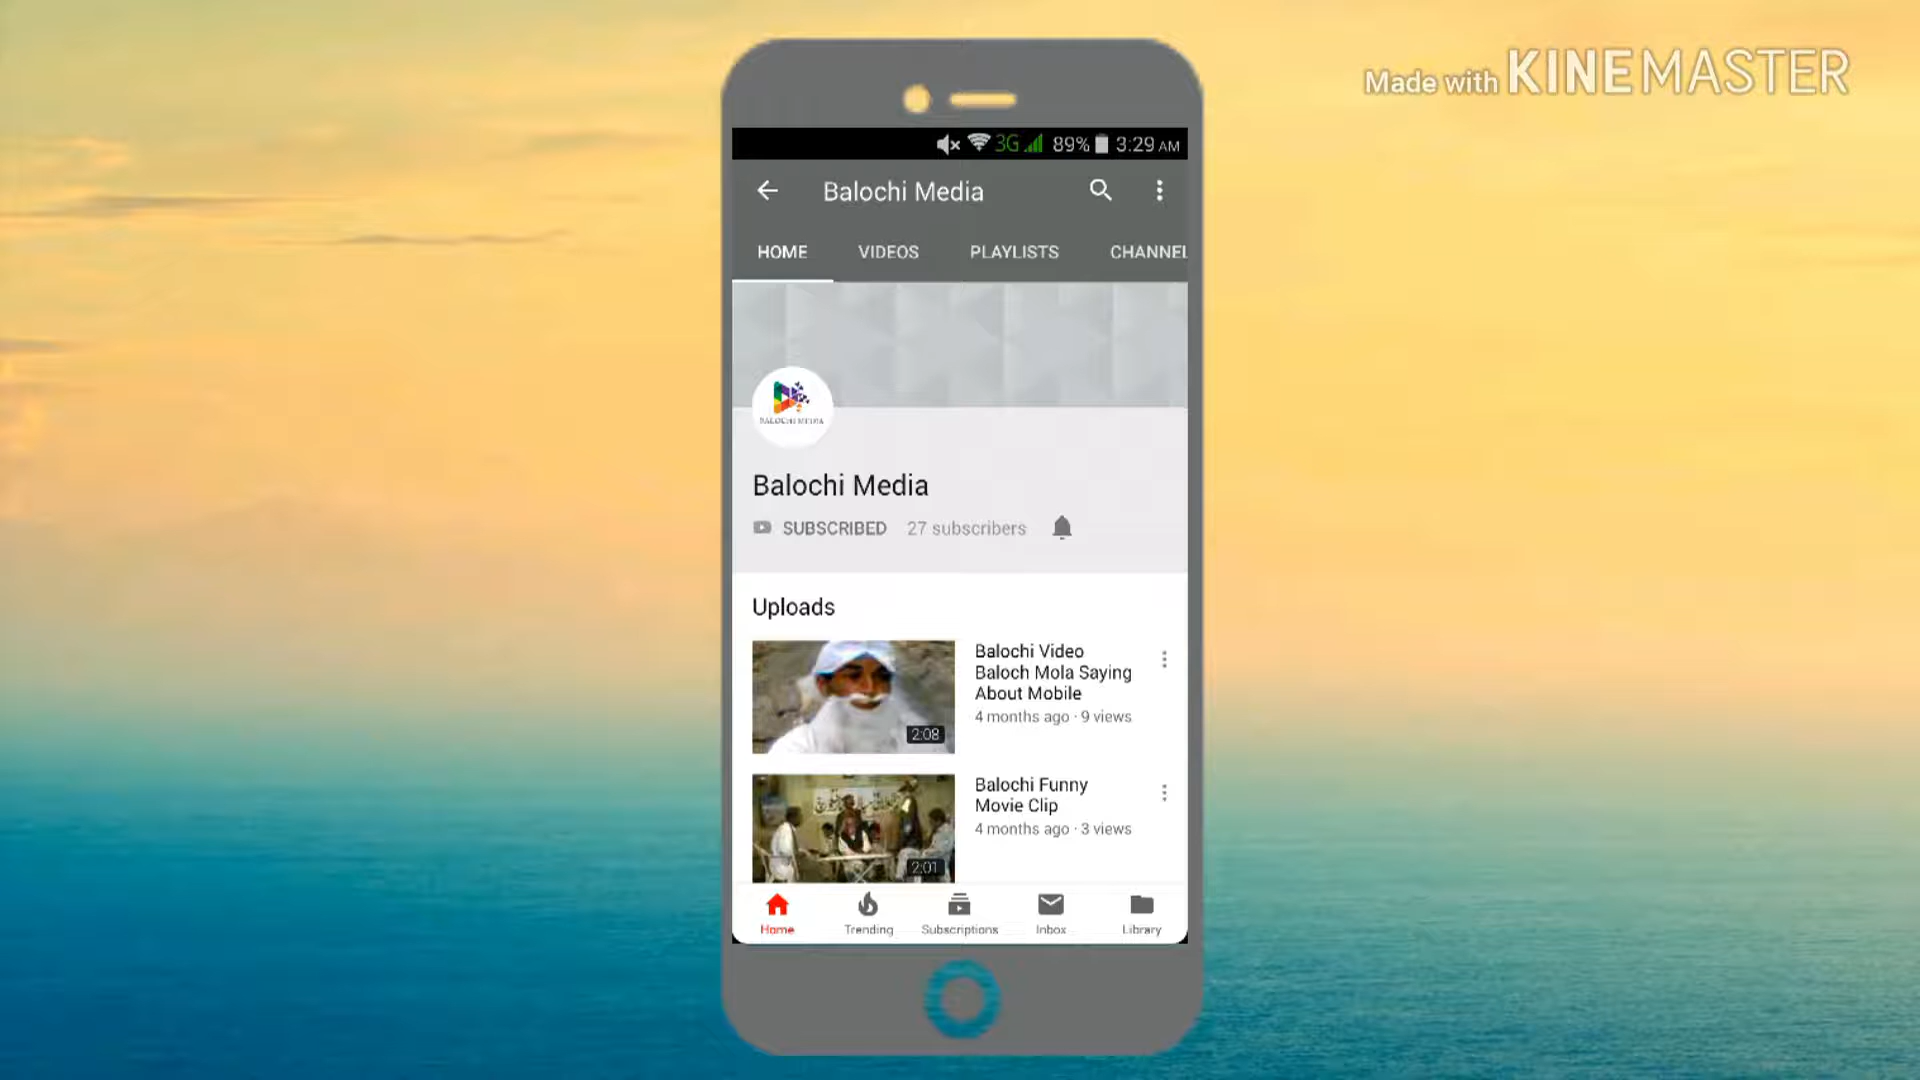 Made with KINEMASTER
3G 89% 3:29 AM
Balochi Media
HOME VIDEOS PLAYLISTS CHANNEL
BALOCHI MEDIA
Balochi Media
SUBSCRIBED 27 subscribers
Uploads
Balochi Video
Baloch Mola Saying
About Mobile
4 months ago · 9 views
2:08
Balochi Funny
Movie Clip
4 months ago · 3 views
2:01
Home Trending Subscriptions Inbox Library